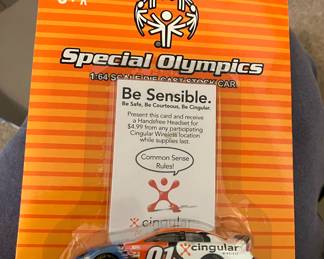 Special Olympics
1:64 SCALE DIE CAST STOCK CAR
Be Sensible.
Be Safe, Be Courteous, Be Cingular.
Present this card and receive
a Handsfree Headset for
$4.99 from any participating
Cingular Wireless location
while supplies last.
Common Sense
Rules!
cingular
01
cingular